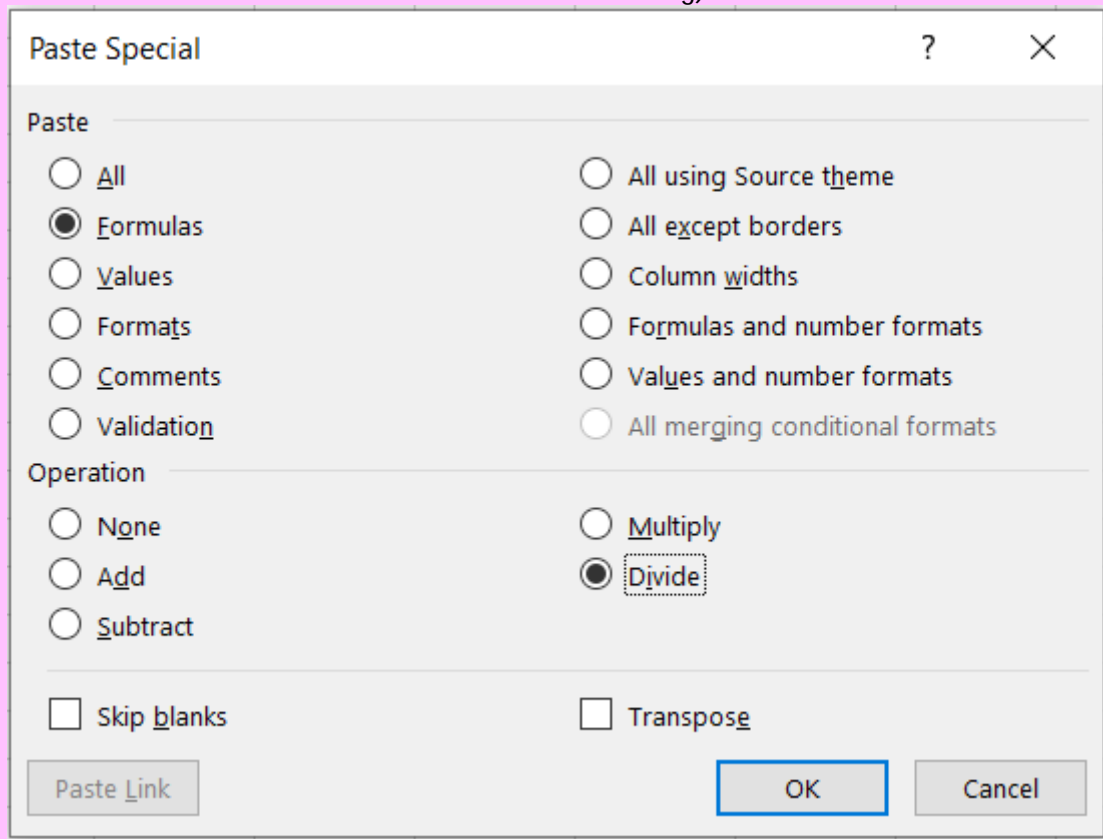 Paste Special ? ×
Paste
All
Formulas
Values
Formats
Comments
Validation
All using Source theme
All except borders
Column widths
Formulas and number formats
Values and number formats
All merging conditional formats
Operation
None
Add
Subtract
Multiply
Divide
Skip blanks
Transpose
Paste Link
OK
Cancel